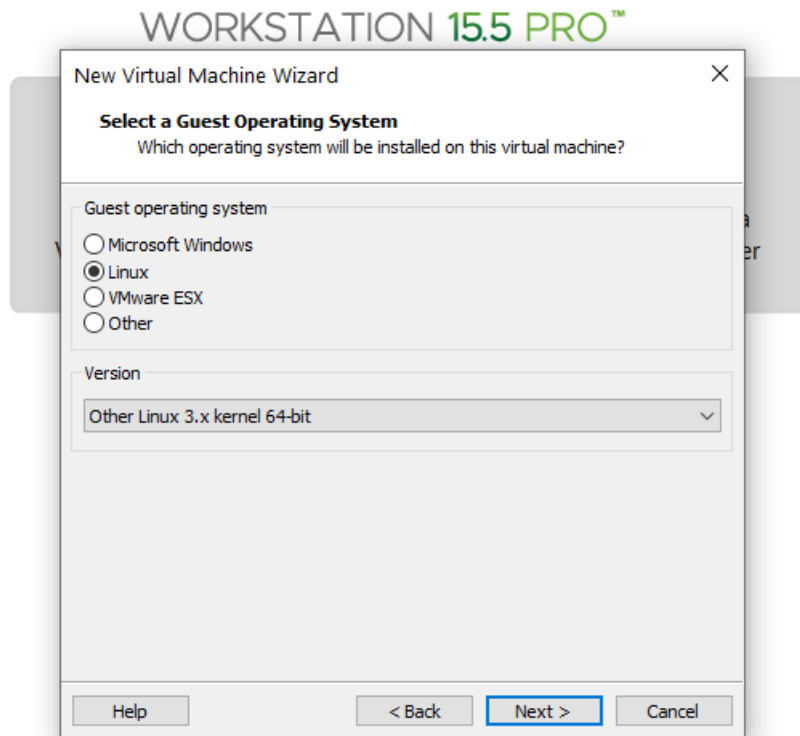 WORKSTATION 15.5 PRO™
New Virtual Machine Wizard
Select a Guest Operating System
Which operating system will be installed on this virtual machine?
Guest operating system
Microsoft Windows
Linux
VMware ESX
Other
Version
Other Linux 3.x kernel 64-bit
Help
< Back
Next >
Cancel